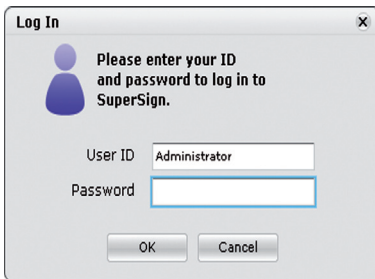 Log In
Please enter your ID
and password to log in to
SuperSign.
User ID Administrator
Password
OK Cancel